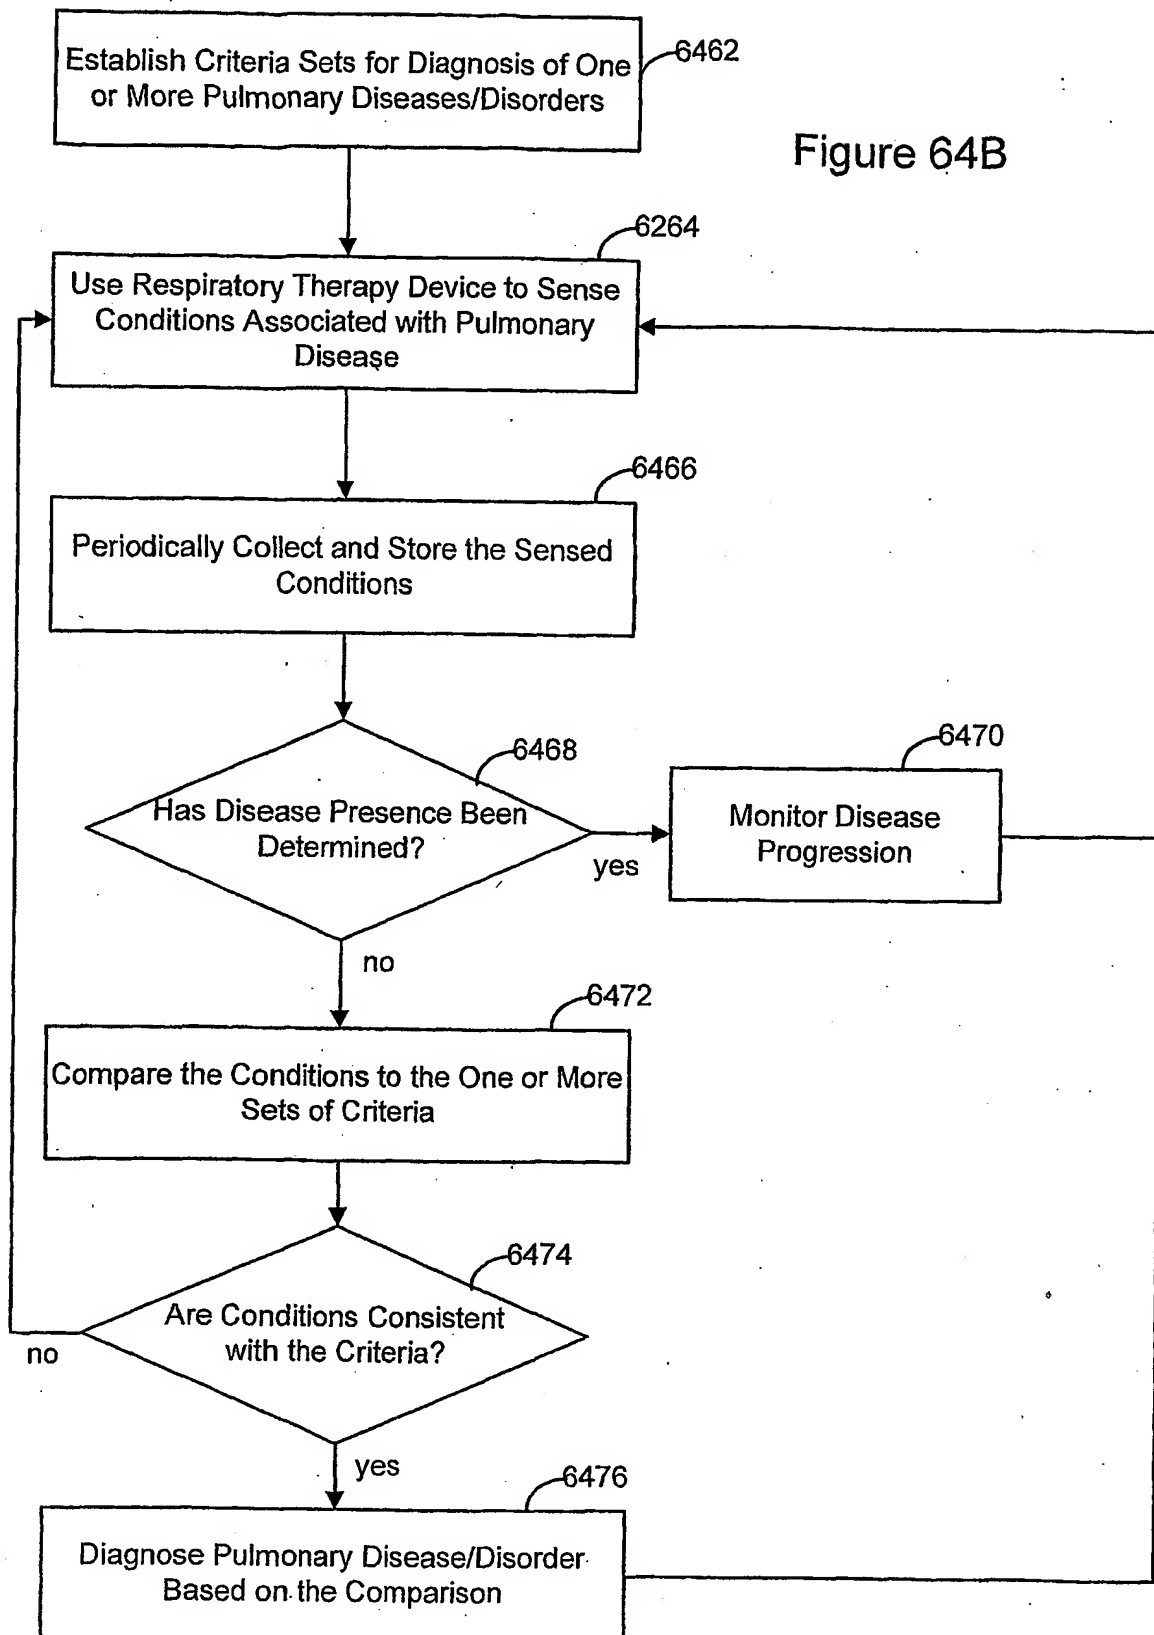 Establish Criteria Sets for Diagnosis of One
or More Pulmonary Diseases/Disorders
6462
Figure 64B
6264
Use Respiratory Therapy Device to Sense
Conditions Associated with Pulmonary
Disease
6466
Periodically Collect and Store the Sensed
Conditions
6468
Has Disease Presence Been
Determined?
yes
6470
Monitor Disease
Progression
no
6472
Compare the Conditions to the One or More
Sets of Criteria
6474
Are Conditions Consistent
with the Criteria?
no
yes
6476
Diagnose Pulmonary Disease/Disorder
Based on the Comparison